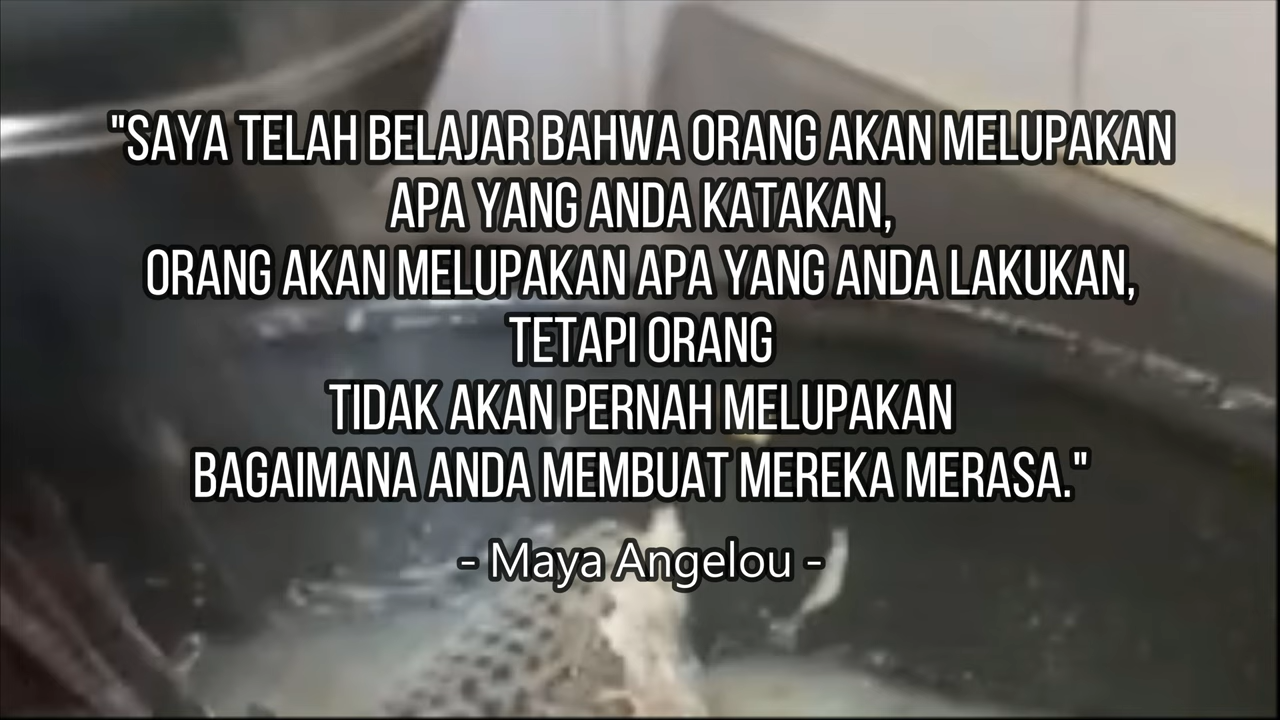 "SAYA TELAH BELAJAR BAHWA ORANG AKAN MELUPAKAN
APA YANG ANDA KATAKAN,
ORANG AKAN MELUPAKAN APA YANG ANDA LAKUKAN,
TETAPI ORANG
TIDAK AKAN PERNAH MELUPAKAN
BAGAIMANA ANDA MEMBUAT MEREKA MERASA."
- Maya Angelou -